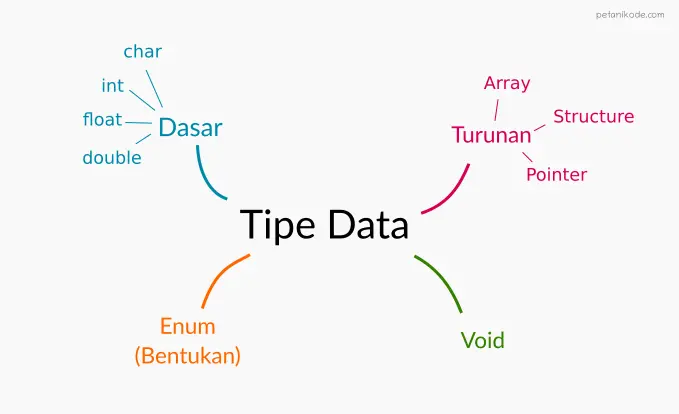 petanikode.com
char
int
float
double
Dasar
Array
Structure
Turunan
Pointer
Tipe Data
Enum
(Bentukan)
Void